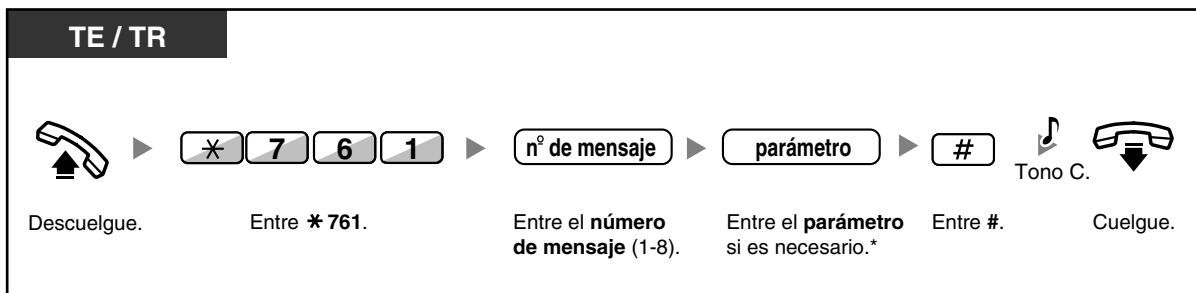 TE / TR
✳ 7 6 1 nº de mensaje parámetro #
Tono C.
Descuelgue. Entre ✳ 761. Entre el número Entre el parámetro Entre #. Cuelgue.
de mensaje (1-8). si es necesario.*